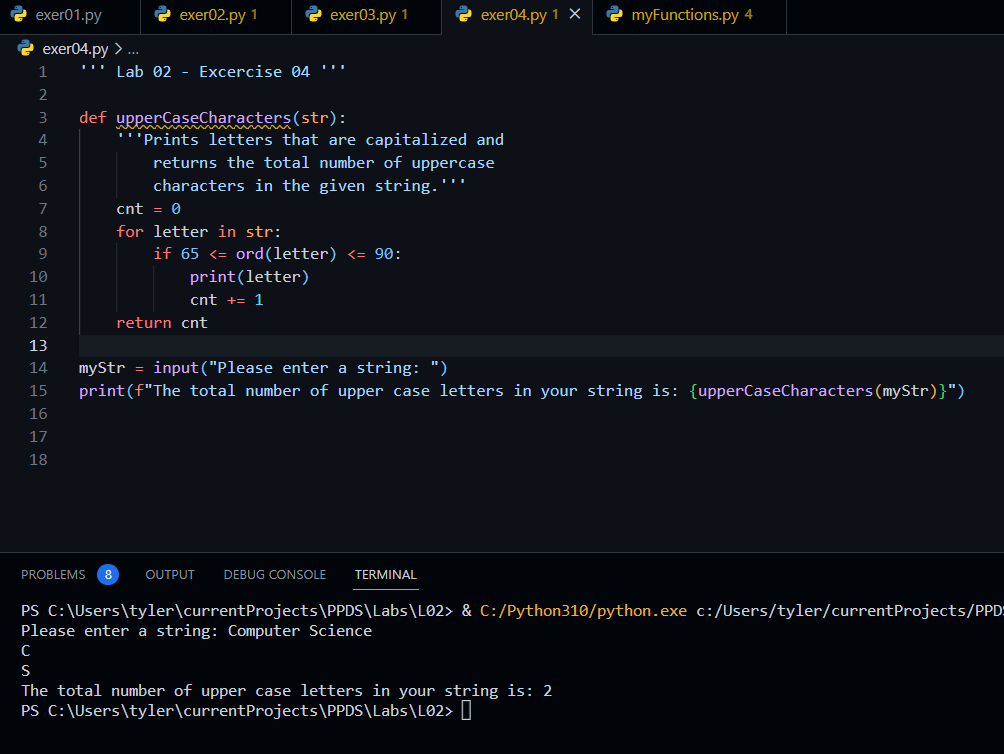 exer01.py exer02.py 1 exer03.py 1 exer04.py 1 myFunctions.py 4
exer04.py > ...
1 ''' Lab 02 - Excercise 04 '''
2
3 def upperCaseCharacters(str):
4     '''Prints letters that are capitalized and
5         returns the total number of uppercase
6         characters in the given string.'''
7     cnt = 0
8     for letter in str:
9         if 65 <= ord(letter) <= 90:
10             print(letter)
11             cnt += 1
12     return cnt
13
14 myStr = input("Please enter a string: ")
15 print(f"The total number of upper case letters in your string is: {upperCaseCharacters(myStr)}")
16
17
18
PROBLEMS 8 OUTPUT DEBUG CONSOLE TERMINAL
PS C:\Users\tyler\currentProjects\PPDS\Labs\L02> & C:/Python310/python.exe c:/Users/tyler/currentProjects/PPDS
Please enter a string: Computer Science
C
S
The total number of upper case letters in your string is: 2
PS C:\Users\tyler\currentProjects\PPDS\Labs\L02>